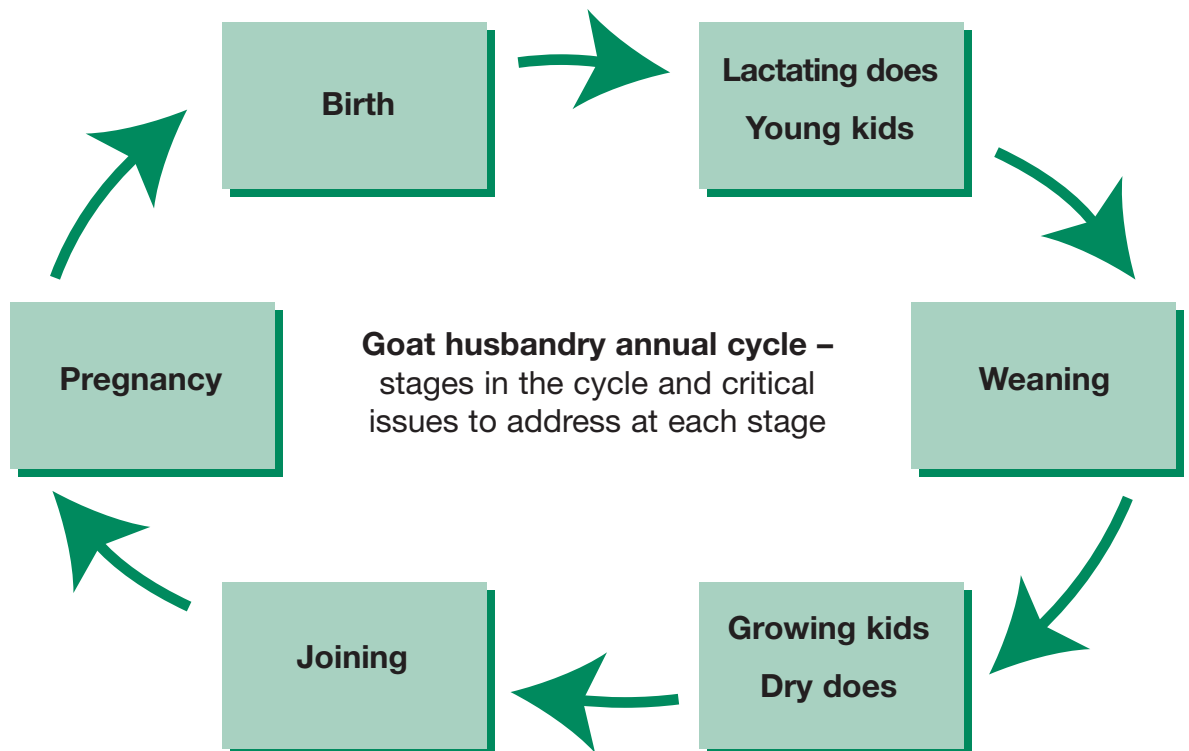 Birth
Lactating does
Young kids
Pregnancy
Goat husbandry annual cycle –
stages in the cycle and critical
issues to address at each stage
Weaning
Joining
Growing kids
Dry does